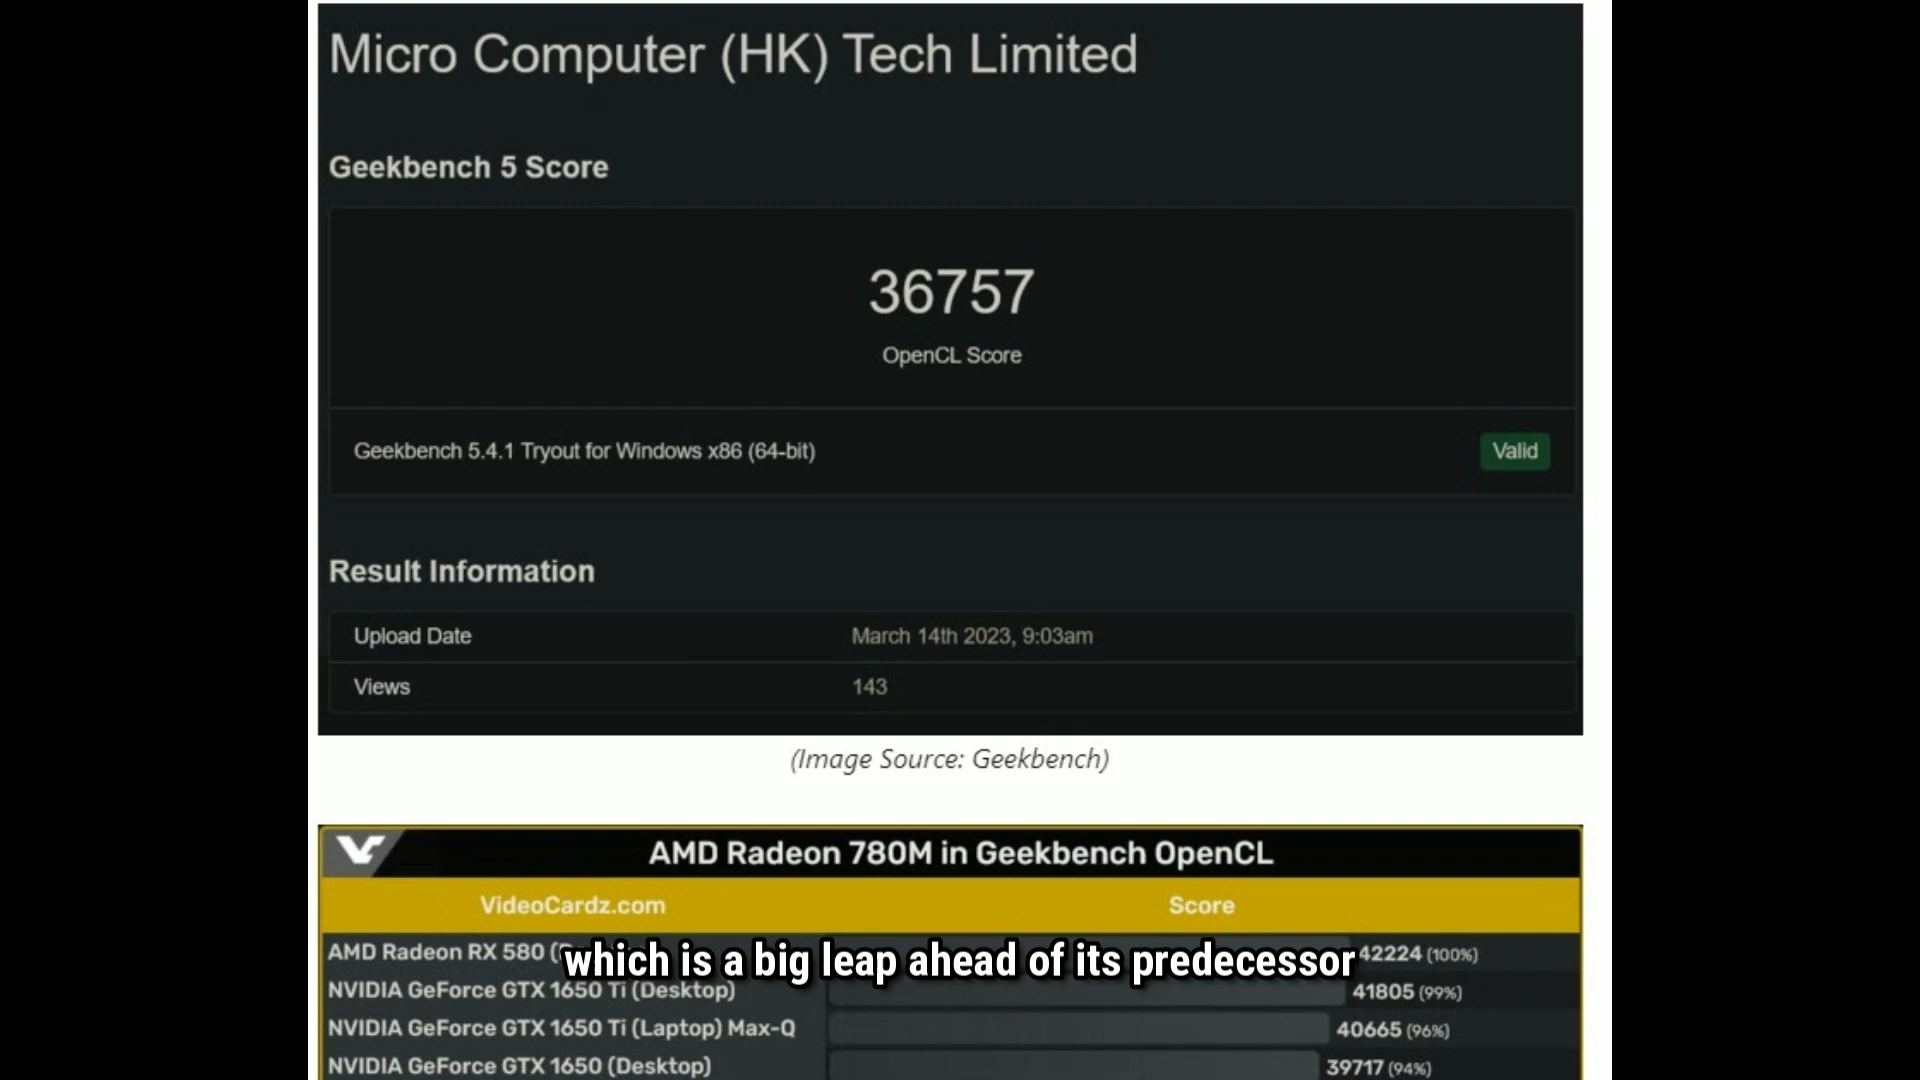 Micro Computer (HK) Tech Limited
Geekbench 5 Score
36757
OpenCL Score
Geekbench 5.4.1 Tryout for Windows x86 (64-bit)
Valid
Result Information
Upload Date March 14th 2023, 9:03am
Views 143
(Image Source: Geekbench)
AMD Radeon 780M in Geekbench OpenCL
VideoCardz.com Score
AMD Radeon RX 580 42224 (100%)
which is a big leap ahead of its predecessor
NVIDIA GeForce GTX 1650 Ti (Desktop) 41805 (99%)
NVIDIA GeForce GTX 1650 Ti (Laptop) Max-Q 40665 (96%)
NVIDIA GeForce GTX 1650 (Desktop) 39717 (94%)